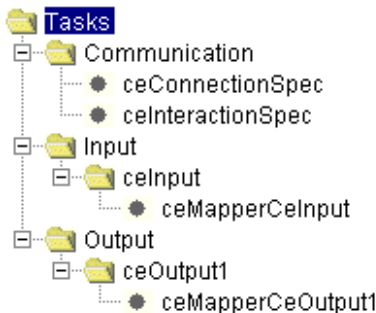 Tasks
Communication
ceConnectionSpec
ceInteractionSpec
Input
ceInput
ceMapperCeInput
Output
ceOutput1
ceMapperCeOutput1